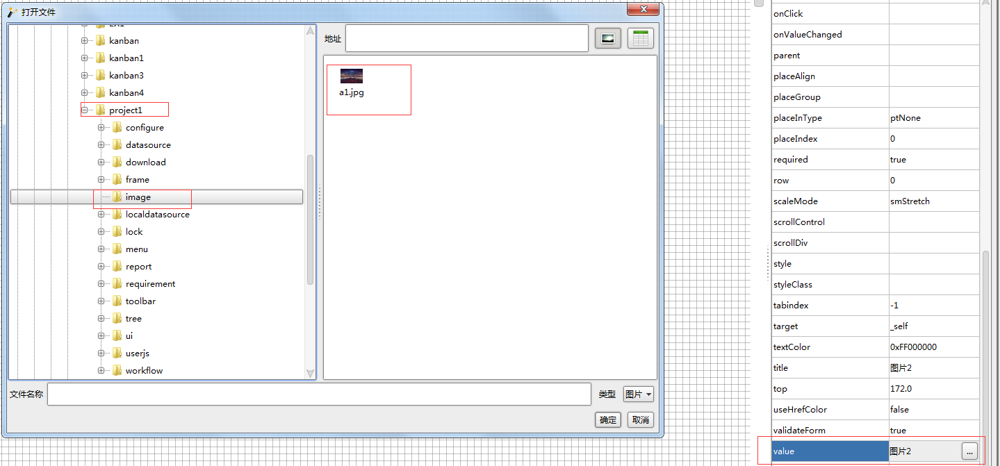 打开文件
EX1
kanban
kanban1
kanban3
kanban4
project1
configure
datasource
download
frame
image
localdatasource
lock
menu
report
requirement
toolbar
tree
ui
userjs
workflow
地址
a1.jpg
文件名称
类型 图片
确定 取消
onClick
onValueChanged
parent
placeAlign
placeGroup
placeInType ptNone
placeIndex 0
required true
row 0
scaleMode smStretch
scrollControl
scrollDiv
style
styleClass
tabindex -1
target _self
textColor 0xFF000000
title 图片2
top 172.0
useHrefColor false
validateForm true
value 图片2 ...